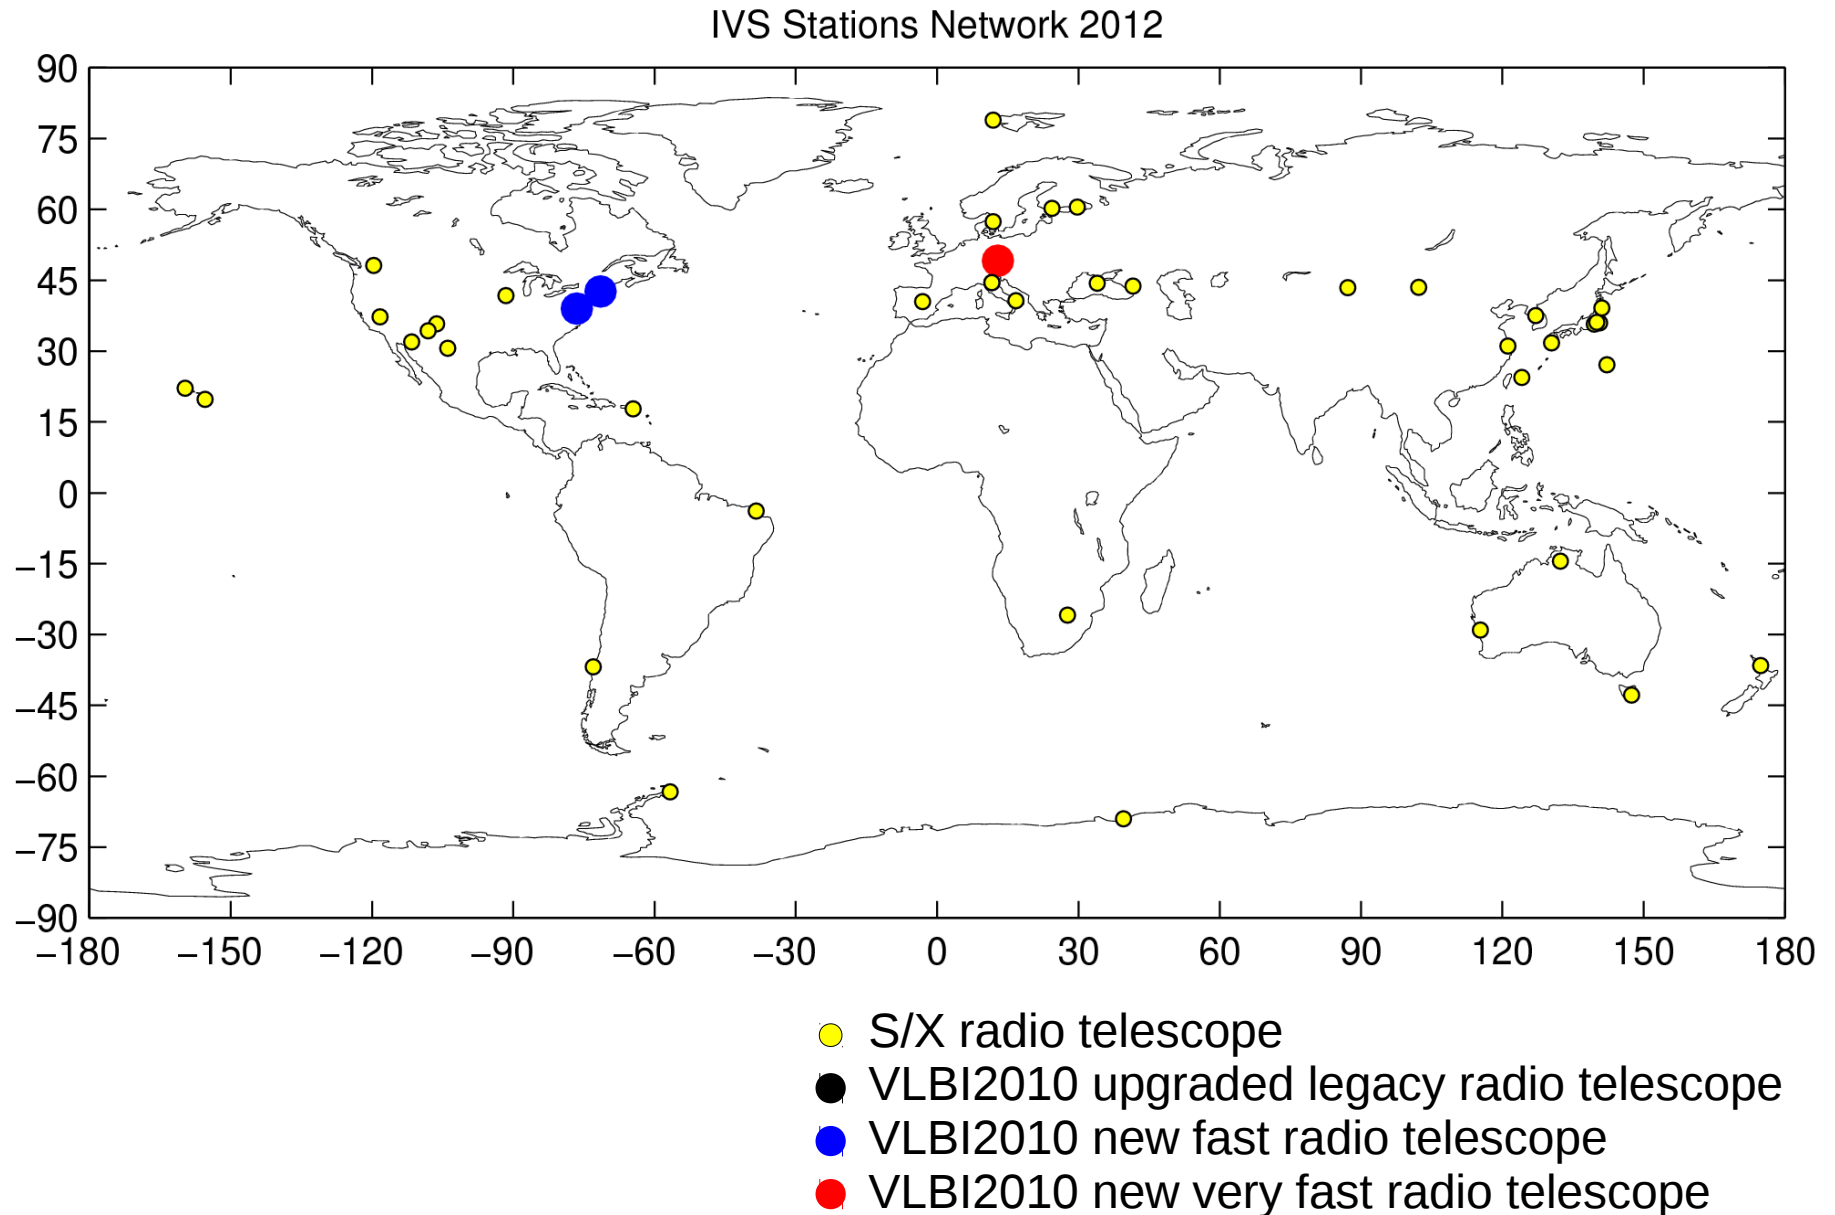 IVS Stations Network 2012
90
75
60
45
30
15
0
−15
−30
−45
−60
−75
−90
−180 −150 −120 −90 −60 −30 0 30 60 90 120 150 180
S/X radio telescope
VLBI2010 upgraded legacy radio telescope
VLBI2010 new fast radio telescope
VLBI2010 new very fast radio telescope